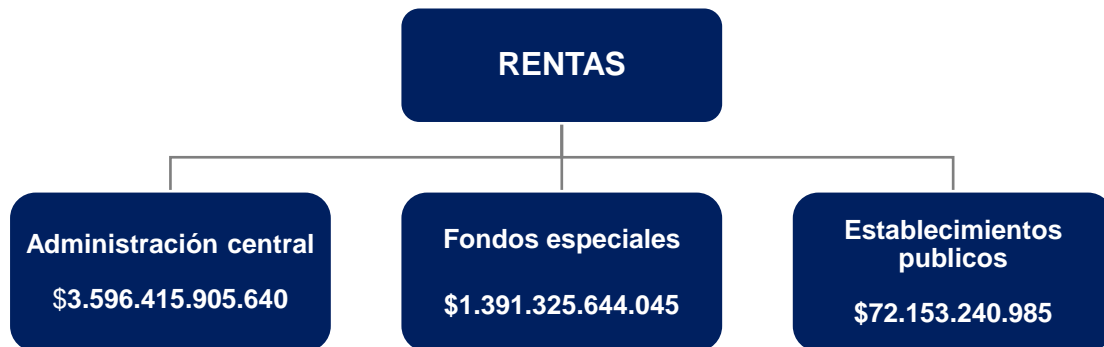 RENTAS
Administración central
$3.596.415.905.640
Fondos especiales
$1.391.325.644.045
Establecimientos
publicos
$72.153.240.985